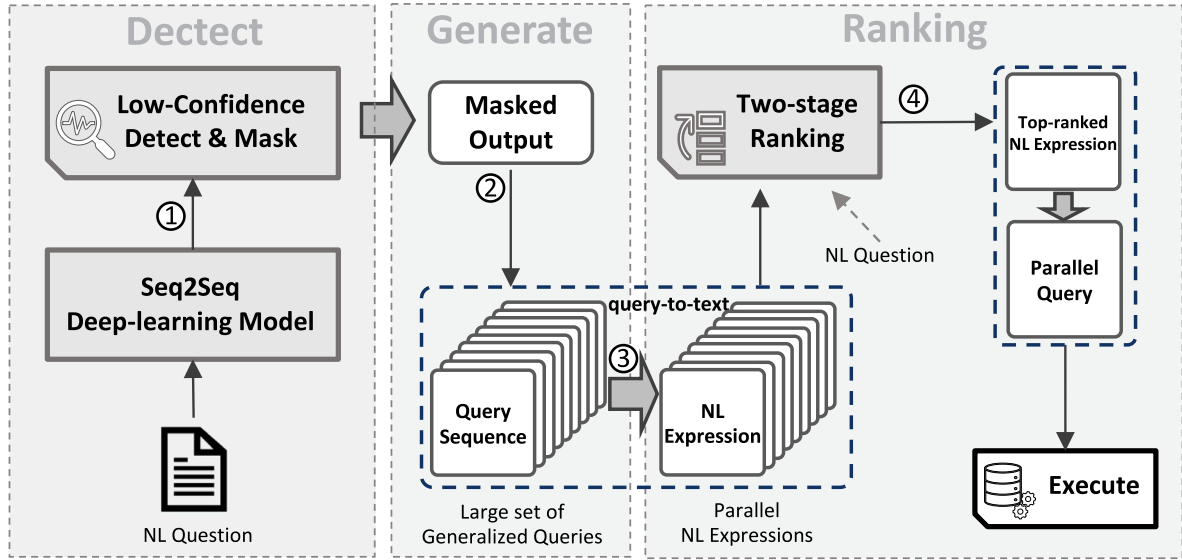 Dectect
Low-Confidence
Detect & Mask
1
Seq2Seq
Deep-learning Model
NL Question
Generate
Masked
Output
2
query-to-text
3
Query
Sequence
NL
Expression
Large set of
Generalized Queries
Parallel
NL Expressions
Ranking
Two-stage
Ranking
4
NL Question
Top-ranked
NL Expression
Parallel
Query
Execute